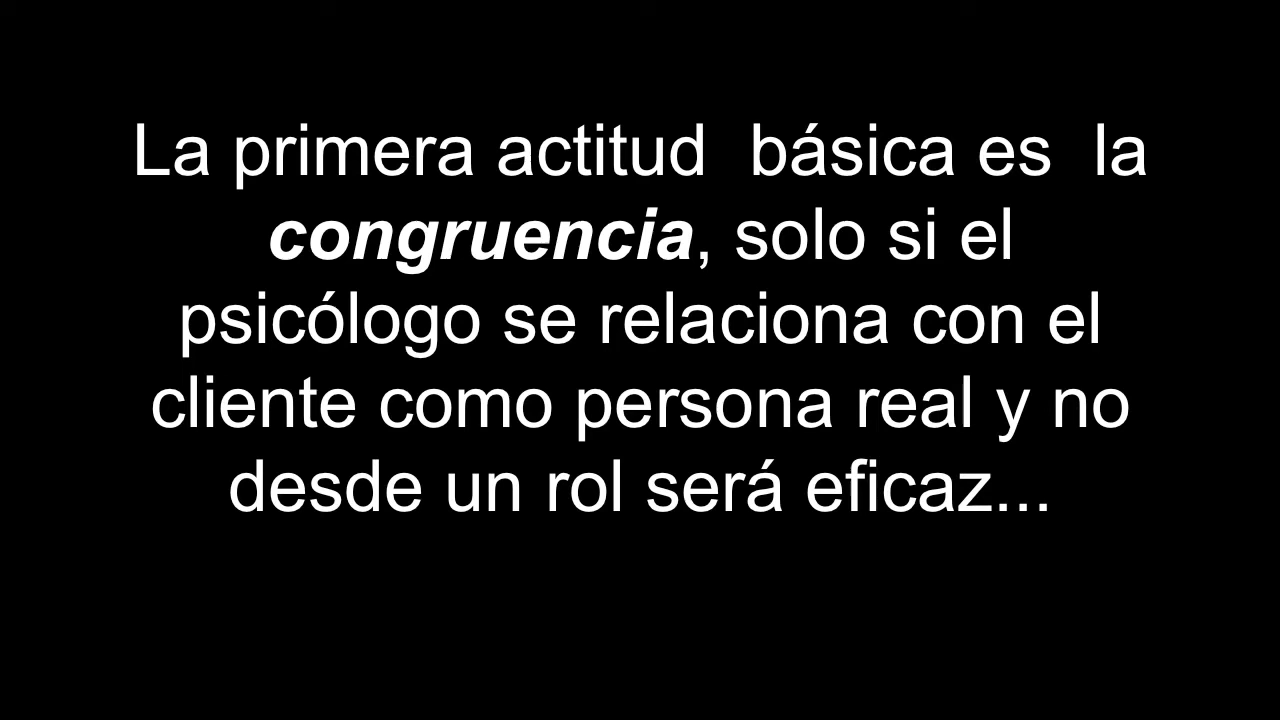 La primera actitud  básica es  la
congruencia, solo si el
psicólogo se relaciona con el
cliente como persona real y no
desde un rol será eficaz...